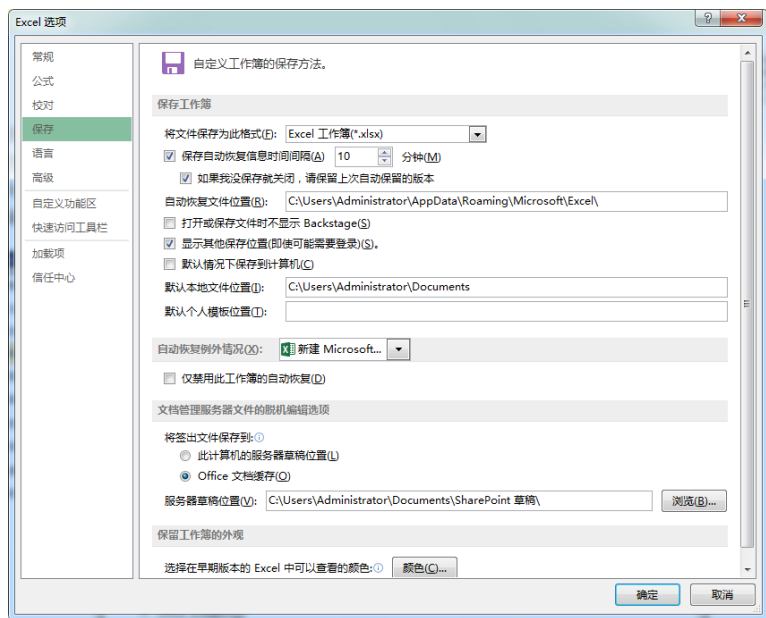 Excel 选项
常规
公式
校对
保存
语言
高级
自定义功能区
快速访问工具栏
加载项
信任中心
自定义工作簿的保存方法。
保存工作簿
将文件保存为此格式(F): Excel 工作簿(*.xlsx)
保存自动恢复信息时间间隔(A) 10 分钟(M)
如果我没保存就关闭，请保留上次自动保留的版本
自动恢复文件位置(R): C:\Users\Administrator\AppData\Roaming\Microsoft\Excel\
打开或保存文件时不显示 Backstage(S)
显示其他保存位置(即使可能需要登录)(S)。
默认情况下保存到计算机(C)
默认本地文件位置(I): C:\Users\Administrator\Documents
默认个人模板位置(T):
自动恢复例外情况(X): 新建 Microsoft...
仅禁用此工作簿的自动恢复(D)
文档管理服务器文件的脱机编辑选项
将签出文件保存到:
此计算机的服务器草稿位置(L)
Office 文档缓存(O)
服务器草稿位置(V): C:\Users\Administrator\Documents\SharePoint 草稿\ 浏览(B)...
保留工作簿的外观
选择在早期版本的 Excel 中可以查看的颜色: 颜色(C)...
确定 取消